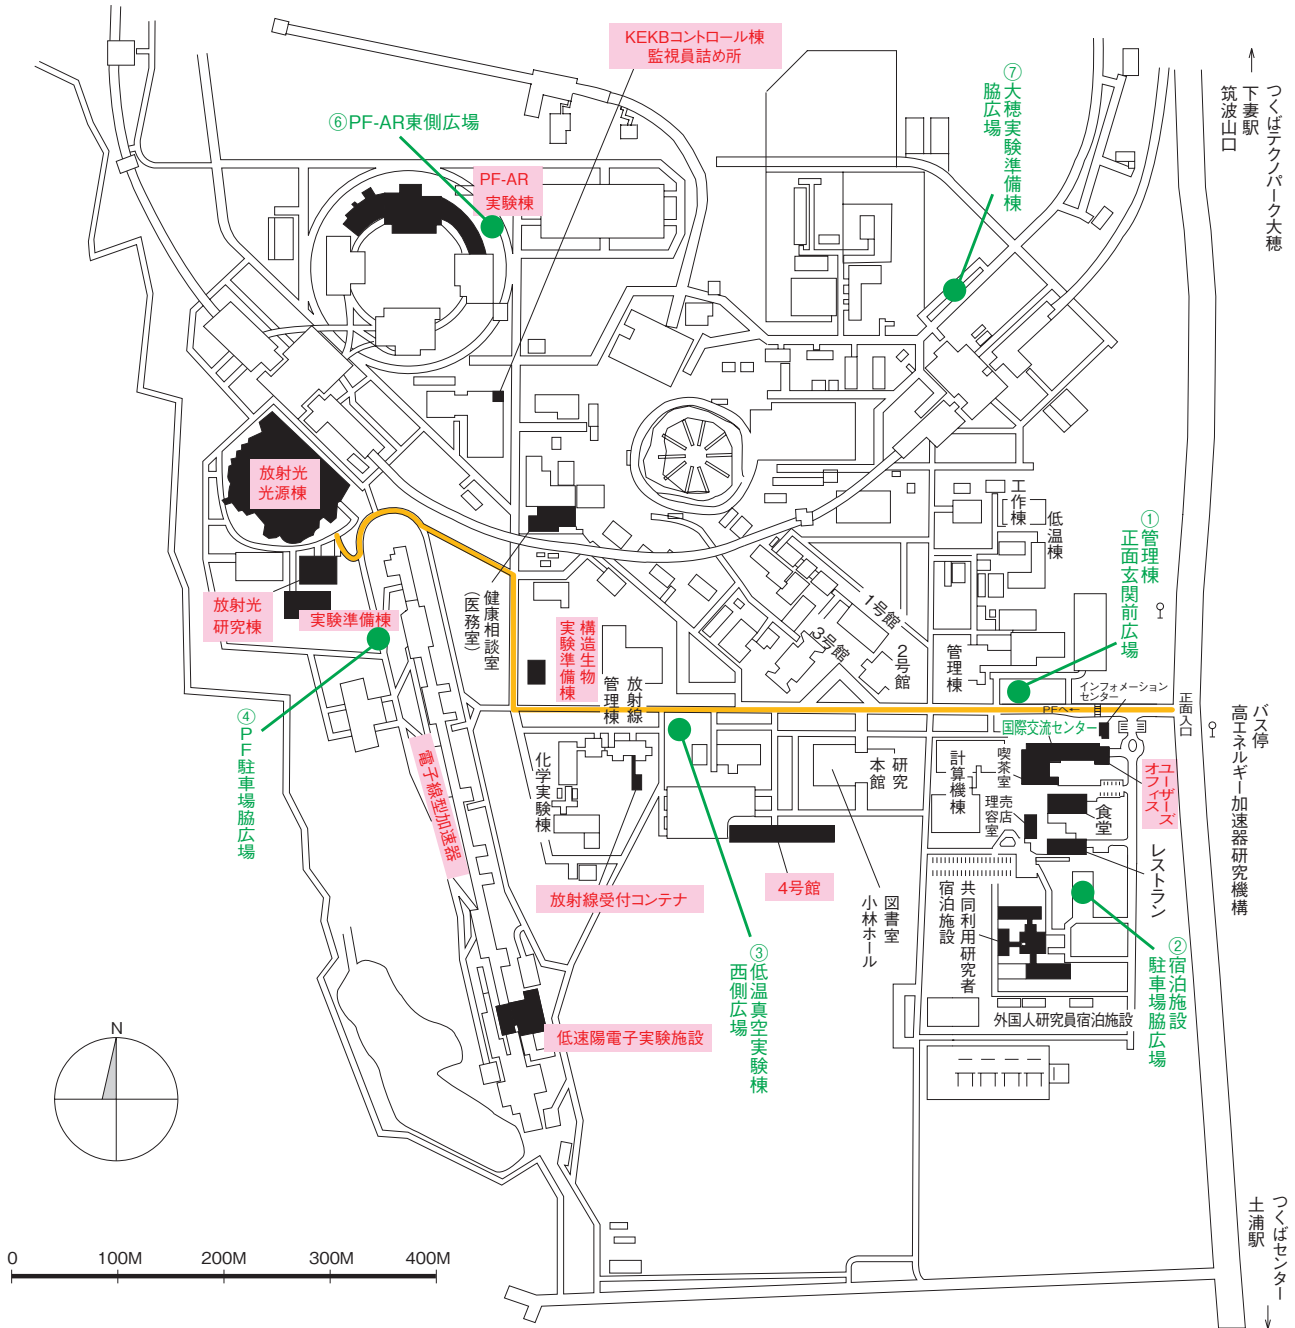 KEKBコントロール棟
監視員詰め所
⑦大穂実験準備棟
脇広場
つくばテクノパーク大穂
下妻駅
筑波山口
⑥PF-AR東側広場
PF-AR
実験棟
放射光
光源棟
工作棟
低温棟
①管理棟
正面玄関前広場
放射光
研究棟
実験準備棟
健康相談室
(医務室)
構造生物
実験準備棟
放射線
管理棟
1号館
3号館
2号館
管理棟
インフォメーション
センター
PFへ←
正面入口
バス停
高エネルギー加速器研究機構
国際交流センター
④PF駐車場脇広場
電子線型加速器
化学実験棟
研究
本館
計算機棟
喫茶室
売店
理容室
食堂
ユーザーズ
オフィス
レストラン
4号館
放射線受付コンテナ
図書室
小林ホール
共同利用研究者
宿泊施設
③低温真空実験棟
西側広場
②宿泊施設
駐車場脇広場
外国人研究員宿泊施設
低速陽電子実験施設
N
つくばセンター
土浦駅
0 100M 200M 300M 400M